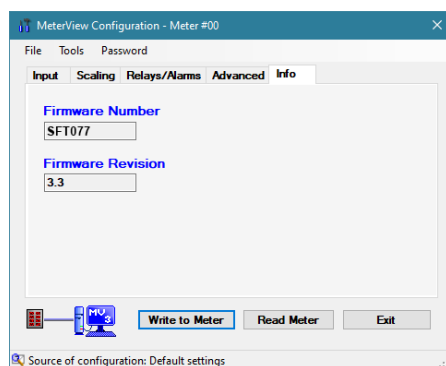 MeterView Configuration - Meter #00
File Tools Password
Input Scaling Relays/Alarms Advanced Info
Firmware Number
SFT077
Firmware Revision
3.3
MV
3
Write to Meter Read Meter Exit
Source of configuration: Default settings